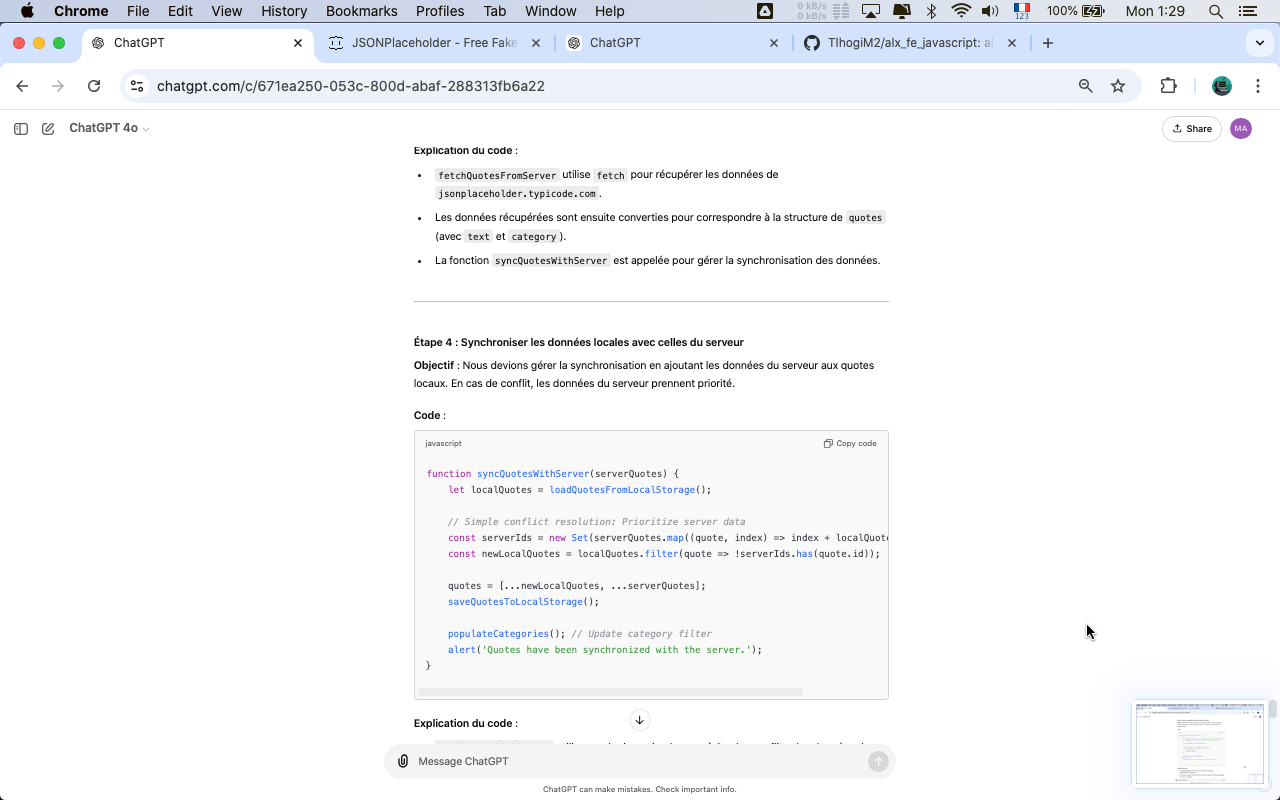 Chrome File Edit View History Bookmarks Profiles Tab Window Help 0 kB/s 0 kB/s 123 100% Mon 1:29
ChatGPT JSONPlaceholder - Free Fake ChatGPT TlhogiM2/alx_fe_javascript: al
chatgpt.com/c/671ea250-053c-800d-abaf-288313fb6a22
ChatGPT 4o Share MA
Explication du code :
• fetchQuotesFromServer utilise fetch pour récupérer les données de
jsonplaceholder.typicode.com.
• Les données récupérées sont ensuite converties pour correspondre à la structure de quotes
(avec text et category ).
• La fonction syncQuotesWithServer est appelée pour gérer la synchronisation des données.
Étape 4 : Synchroniser les données locales avec celles du serveur
Objectif : Nous devions gérer la synchronisation en ajoutant les données du serveur aux quotes
locaux. En cas de conflit, les données du serveur prennent priorité.
Code :
javascript Copy code
function syncQuotesWithServer(serverQuotes) {
let localQuotes = loadQuotesFromLocalStorage();
// Simple conflict resolution: Prioritize server data
const serverIds = new Set(serverQuotes.map((quote, index) => index + localQuote
const newLocalQuotes = localQuotes.filter(quote => !serverIds.has(quote.id));
quotes = [...newLocalQuotes, ...serverQuotes];
saveQuotesToLocalStorage();
populateCategories(); // Update category filter
alert('Quotes have been synchronized with the server.');
}
Explication du code :
Message ChatGPT
ChatGPT can make mistakes. Check important info.